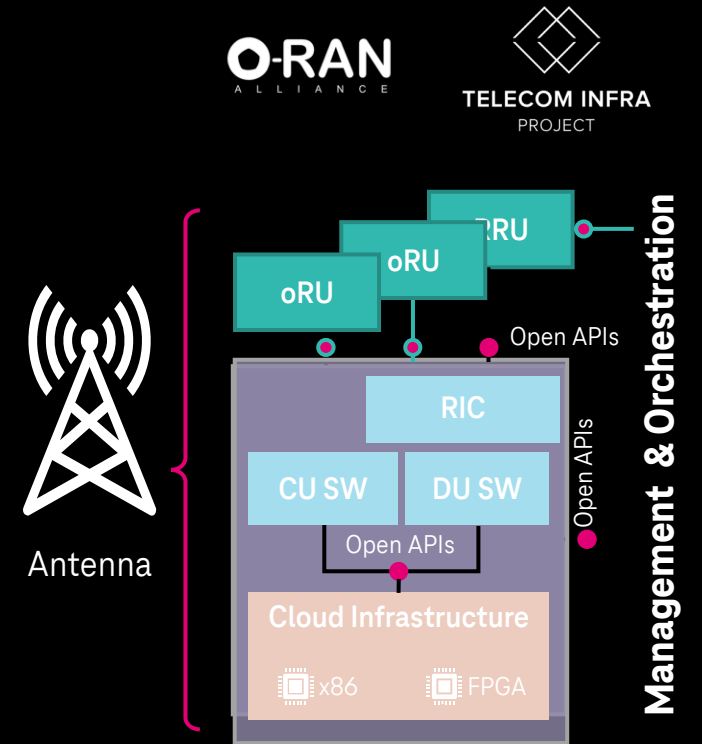 O-RAN
ALLIANCE
TELECOM INFRA
PROJECT
RRU
oRU
oRU
Open APIs
RIC
CU SW
DU SW
Open APIs
Open APIs
Cloud Infrastructure
x86
FPGA
Antenna
Management & Orchestration